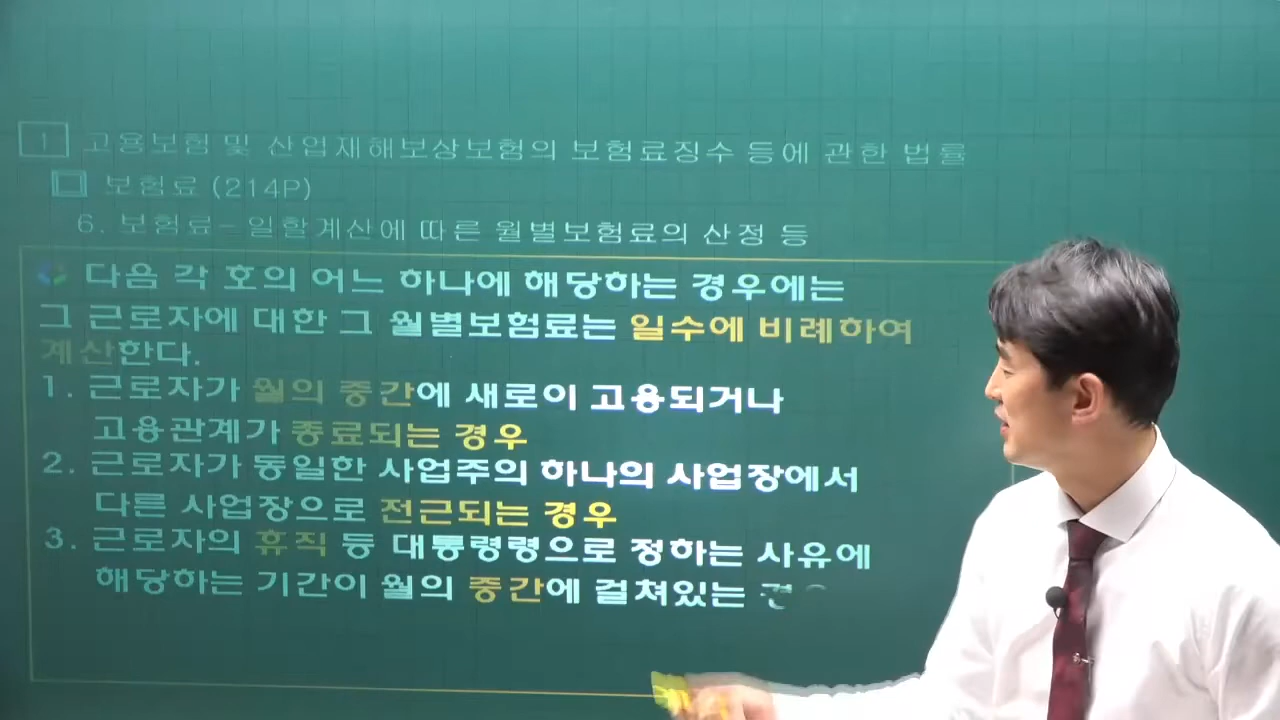 1 고용보험 및 산업재해보상보험의 보험료징수 등에 관한 법률
보험료 (214P)
6. 보험료-일할계산에 따른 월별보험료의 산정 등
다음 각 호의 어느 하나에 해당하는 경우에는
그 근로자에 대한 그 월별보험료는 일수에 비례하여
계산한다.
1. 근로자가 월의 중간에 새로이 고용되거나
고용관계가 종료되는 경우
2. 근로자가 동일한 사업주의 하나의 사업장에서
다른 사업장으로 전근되는 경우
3. 근로자의 휴직 등 대통령령으로 정하는 사유에
해당하는 기간이 월의 중간에 걸쳐있는